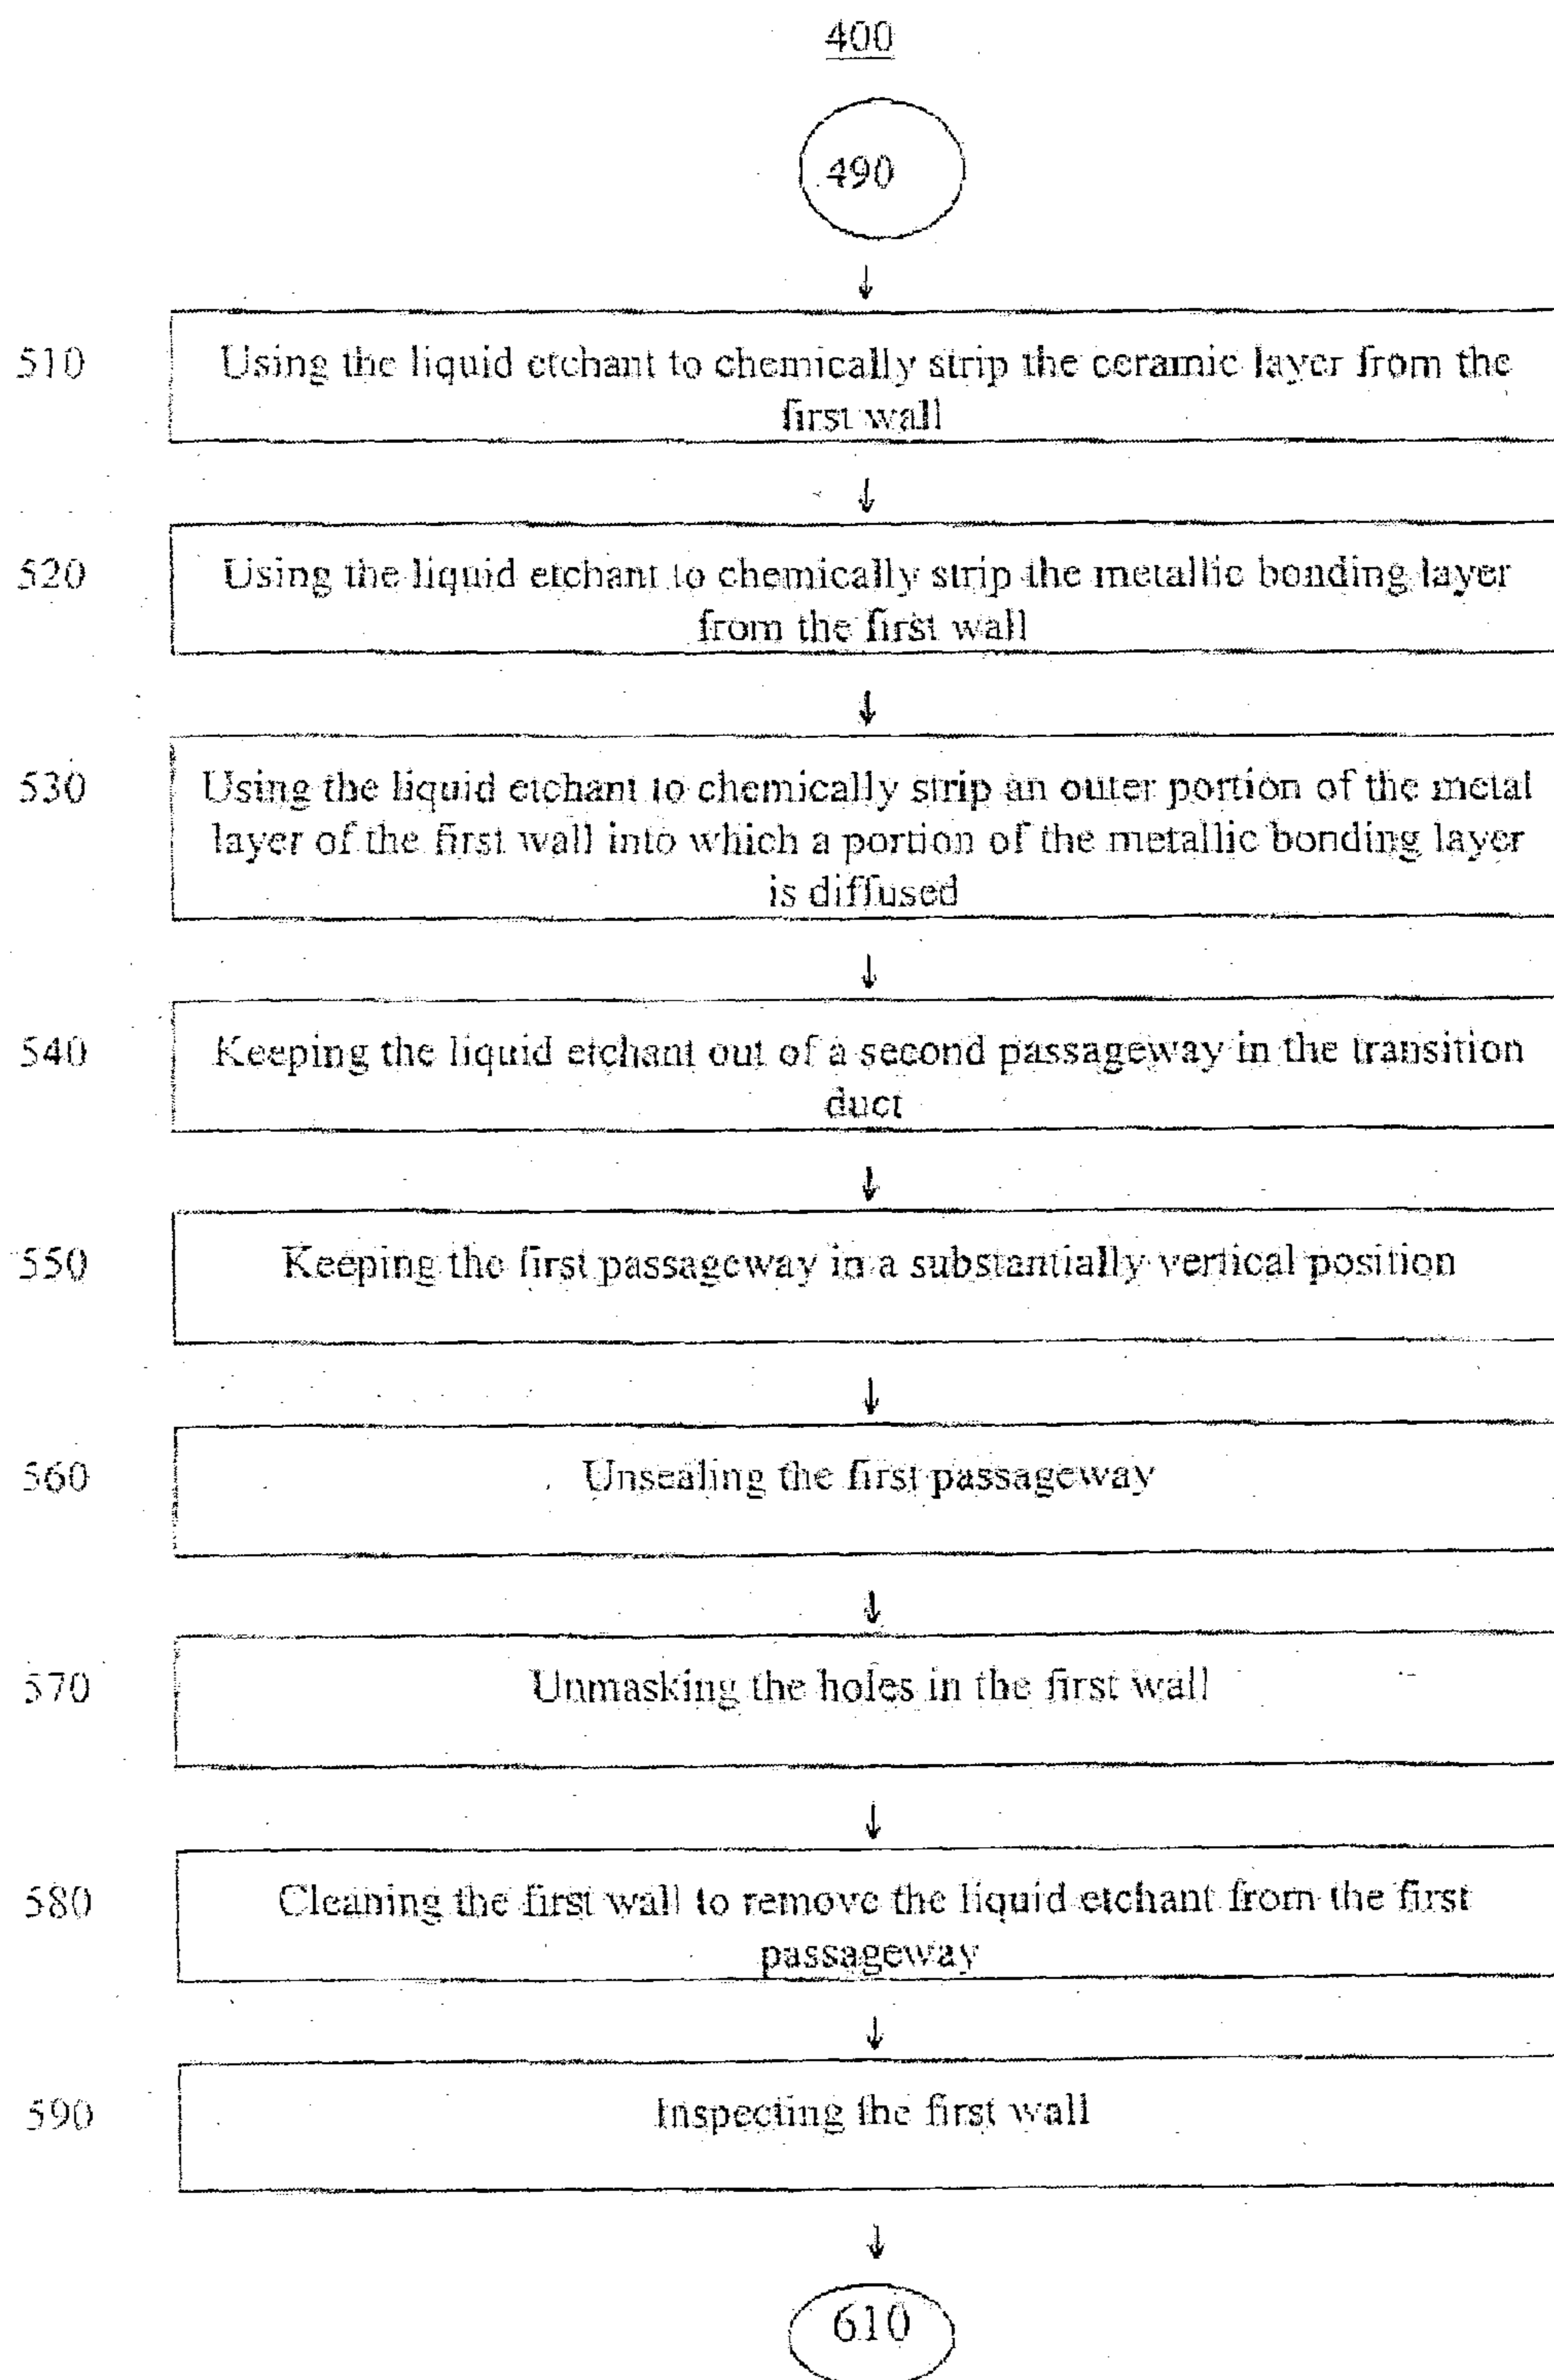 400
490
510
Using the liquid etchant to chemically strip the ceramic layer from the
first wall
520
Using the liquid etchant to chemically strip the metallic bonding layer
from the first wall
530
Using the liquid etchant to chemically strip an outer portion of the metal
layer of the first wall into which a portion of the metallic bonding layer
is diffused
540
Keeping the liquid etchant out of a second passageway in the transition
duct
550
Keeping the first passageway in a substantially vertical position
560
Unsealing the first passageway
570
Unmasking the holes in the first wall
580
Cleaning the first wall to remove the liquid etchant from the first
passageway
590
Inspecting the first wall
610